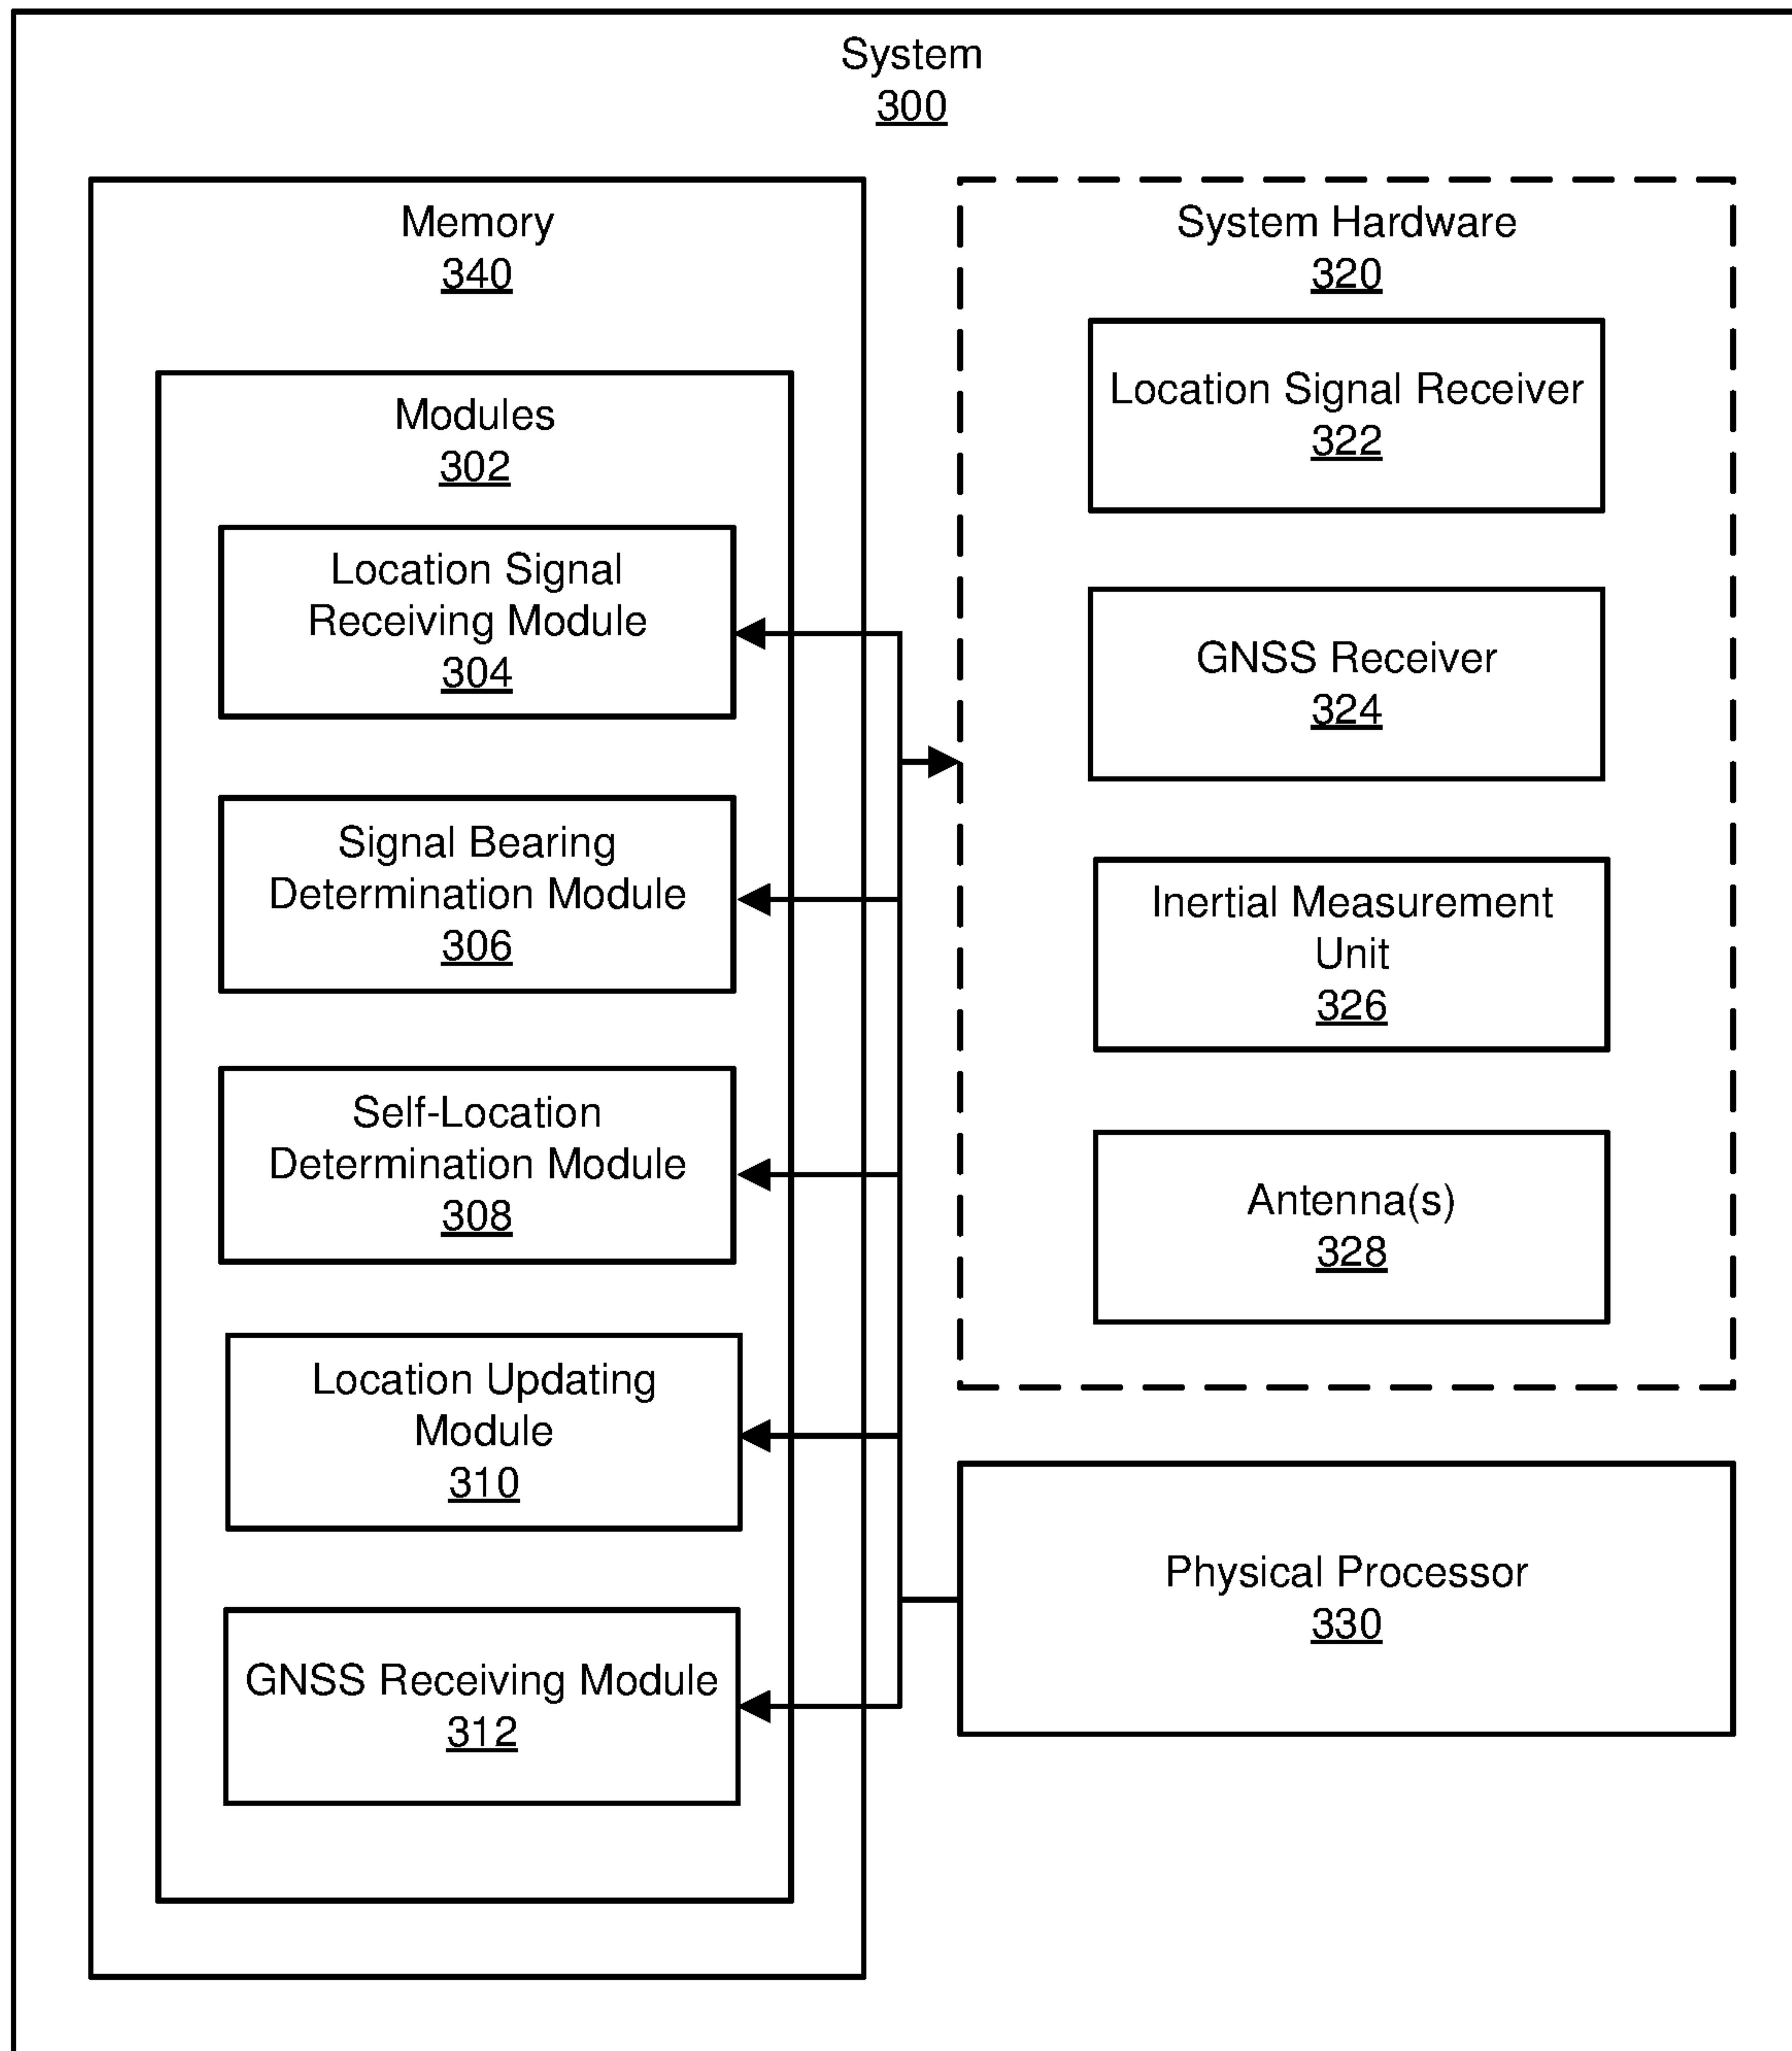 System
300
Memory
340
Modules
302
Location Signal
Receiving Module
304
Signal Bearing
Determination Module
306
Self-Location
Determination Module
308
Location Updating
Module
310
GNSS Receiving Module
312
System Hardware
320
Location Signal Receiver
322
GNSS Receiver
324
Inertial Measurement
Unit
326
Antenna(s)
328
Physical Processor
330